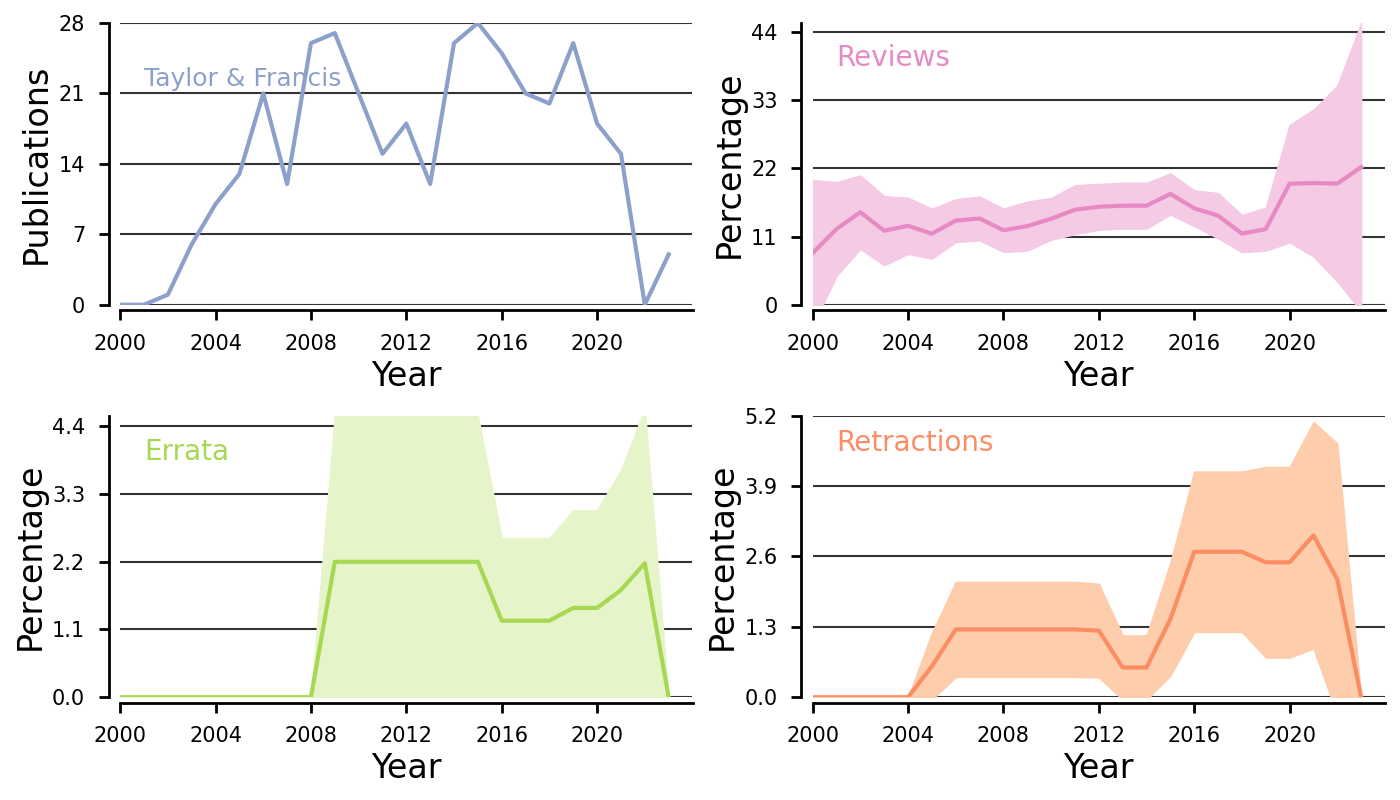 28
21
14
7
0
Publications
Taylor & Francis
2000 2004 2008 2012 2016 2020
Year
44
33
22
11
0
Percentage
Reviews
2000 2004 2008 2012 2016 2020
Year
4.4
3.3
2.2
1.1
0.0
Percentage
Errata
2000 2004 2008 2012 2016 2020
Year
5.2
3.9
2.6
1.3
0.0
Percentage
Retractions
2000 2004 2008 2012 2016 2020
Year